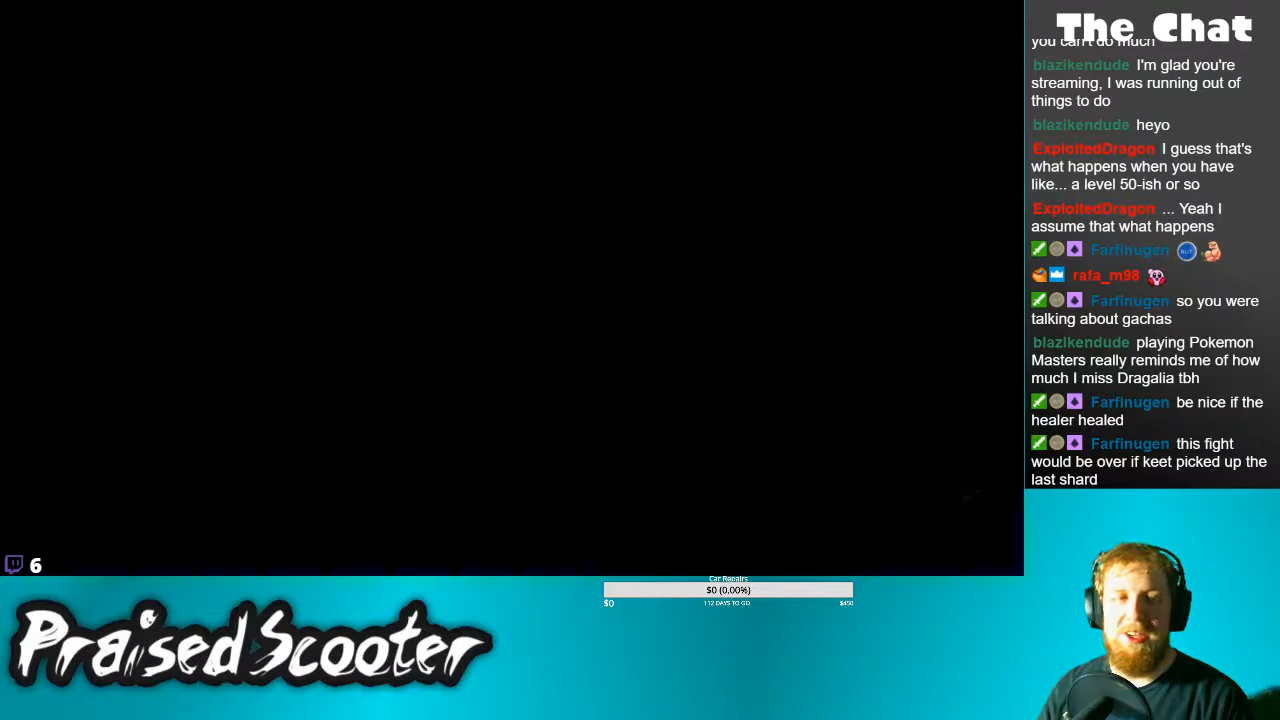 The Chat
you can't do much
blazikendude I'm glad you're
streaming, I was running out of
things to do
blazikendude heyo
ExploitedDragon I guess that's
what happens when you have
like... a level 50-ish or so
ExploitedDragon ... Yeah I
assume that what happens
Farfinugen
rafa_m98
Farfinugen so you were
talking about gachas
blazikendude playing Pokemon
Masters really reminds me of how
much I miss Dragalia tbh
Farfinugen be nice if the
healer healed
Farfinugen this fight
would be over if keet picked up the
last shard
6
Car Repairs
$0 (0.00%)
$0 112 DAYS TO GO $450
PraisedScooter